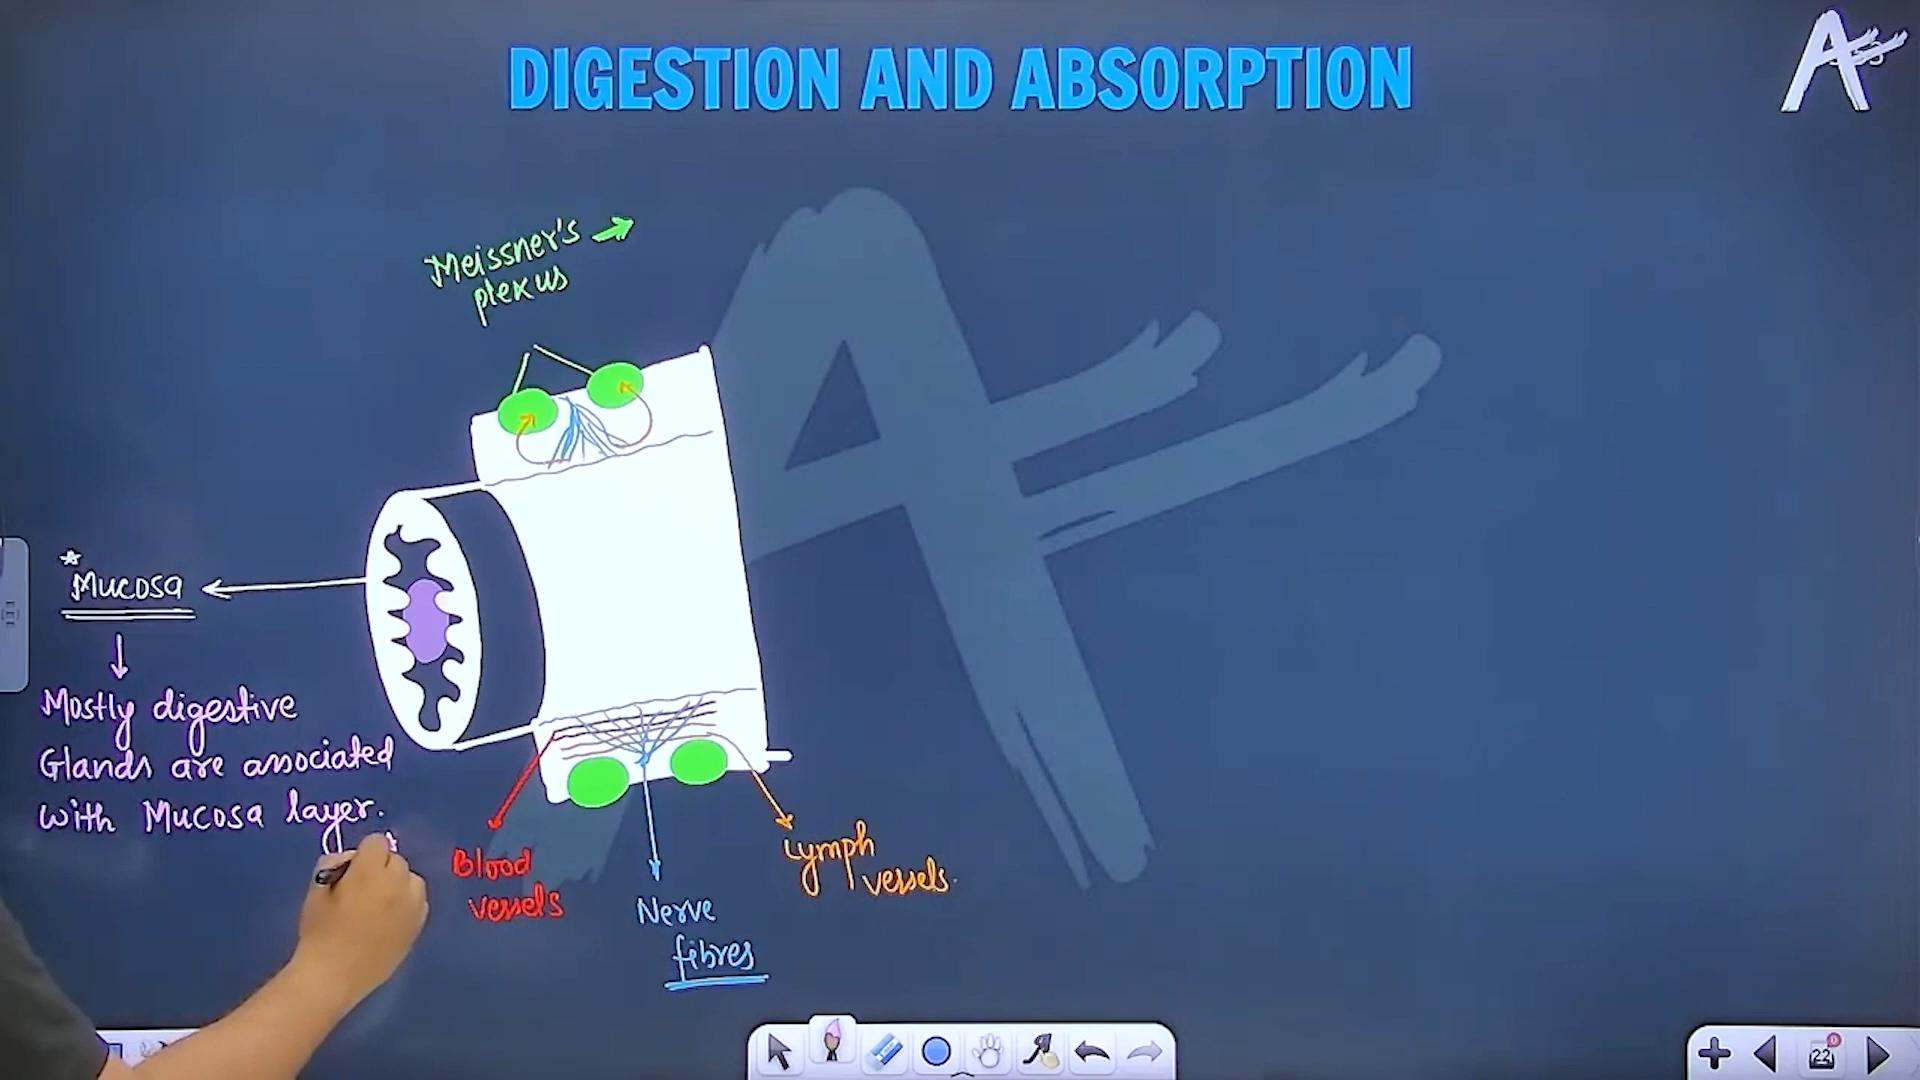 DIGESTION AND ABSORPTION
Meissner's
plexus
*Mucosa
Mostly digestive
Glands are associated
with Mucosa layer.
Blood
vessels
Nerve
fibres
Lymph
vessels.
22